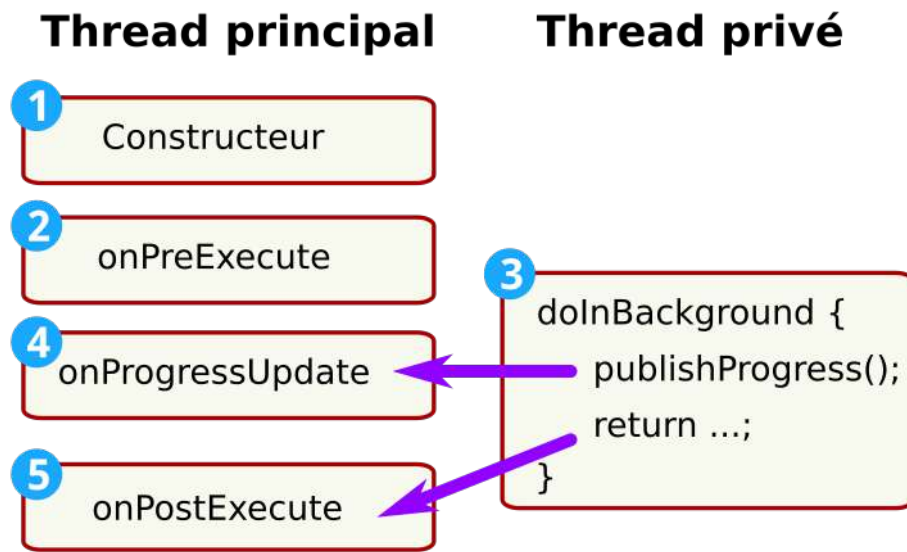 Thread principal
Thread privé
1
Constructeur
2
onPreExecute
3
doInBackground {
publishProgress();
return ...;
}
4
onProgressUpdate
5
onPostExecute